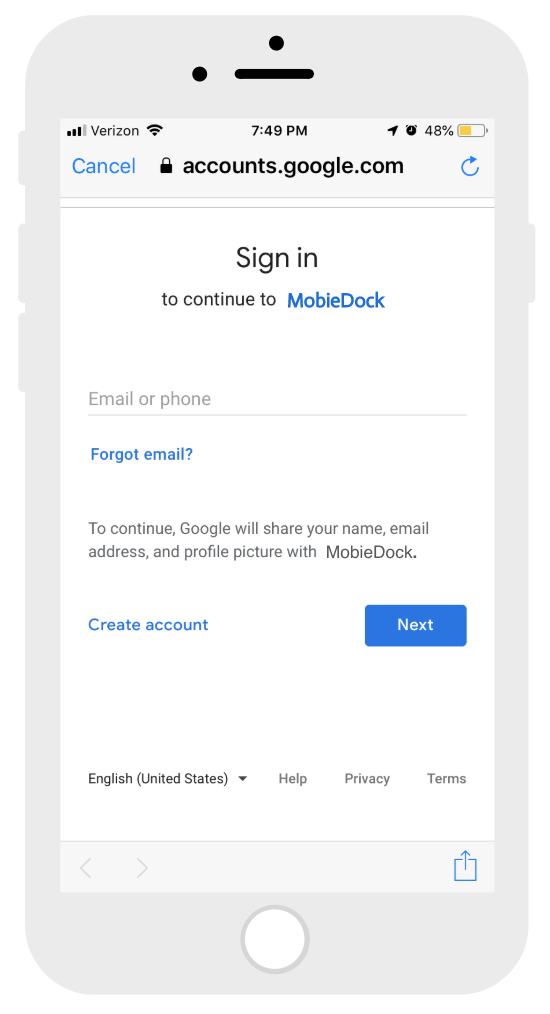 Verizon 7:49 PM 48%
Cancel accounts.google.com
Sign in
to continue to MobieDock
Email or phone
Forgot email?
To continue, Google will share your name, email
address, and profile picture with MobieDock.
Create account Next
English (United States) Help Privacy Terms